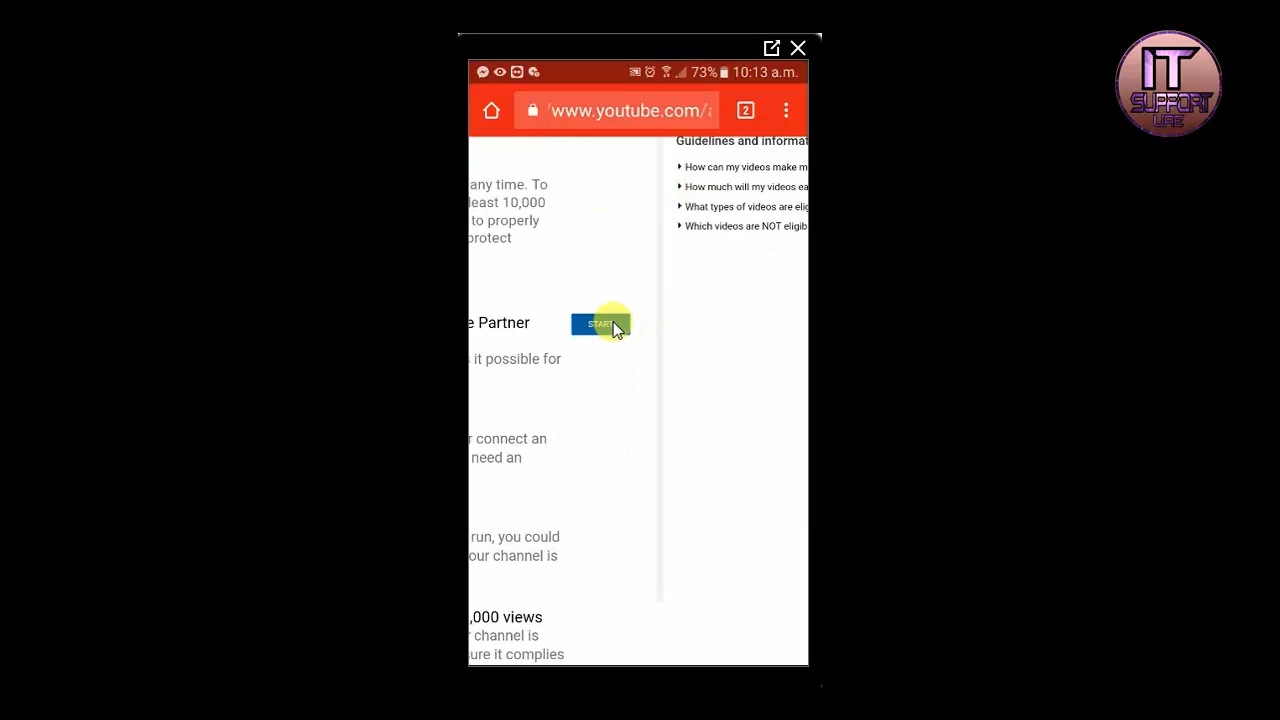 73% 10:13 a.m.
www.youtube.com/
2
Guidelines and informat
How can my videos make m
How much will my videos ea
What types of videos are elig
Which videos are NOT eligib
any time. To
least 10,000
to properly
protect
e Partner
START
it possible for
r connect an
need an
run, you could
our channel is
,000 views
channel is
ure it complies
IT
SUPPORT
UAE